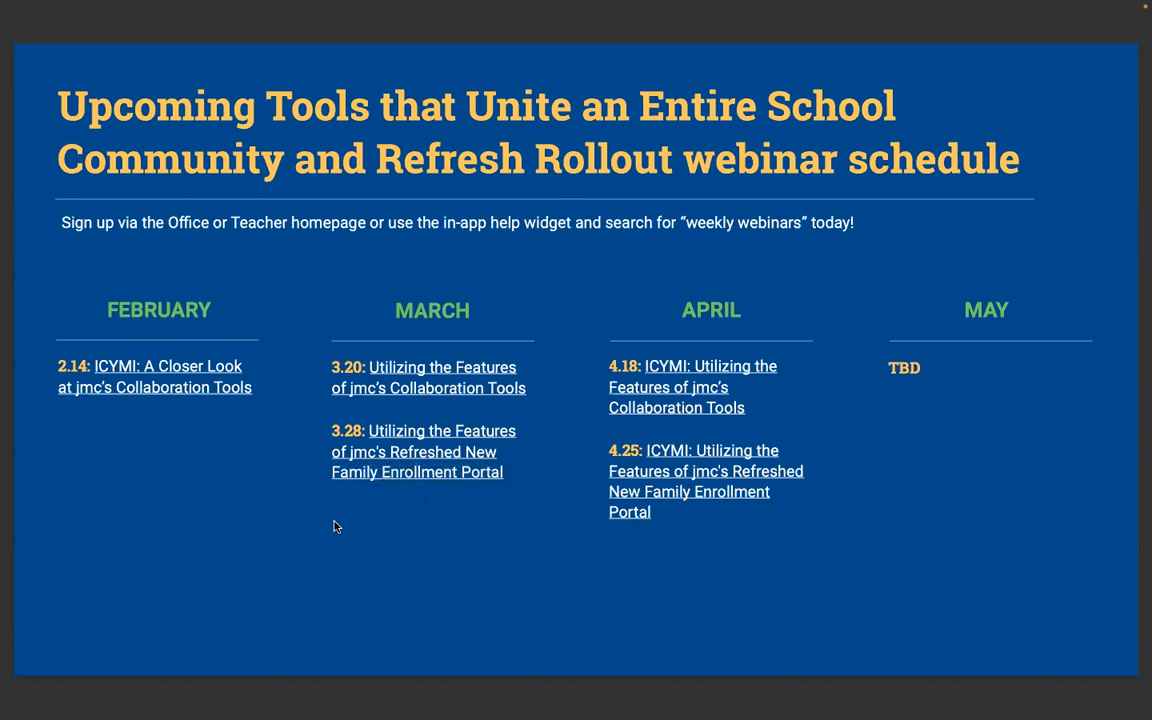 Upcoming Tools that Unite an Entire School
Community and Refresh Rollout webinar schedule
Sign up via the Office or Teacher homepage or use the in-app help widget and search for “weekly webinars” today!
FEBRUARY
2.14: ICYMI: A Closer Look
at jmc’s Collaboration Tools
MARCH
3.20: Utilizing the Features
of jmc’s Collaboration Tools
3.28: Utilizing the Features
of jmc's Refreshed New
Family Enrollment Portal
APRIL
4.18: ICYMI: Utilizing the
Features of jmc’s
Collaboration Tools
4.25: ICYMI: Utilizing the
Features of jmc's Refreshed
New Family Enrollment
Portal
MAY
TBD